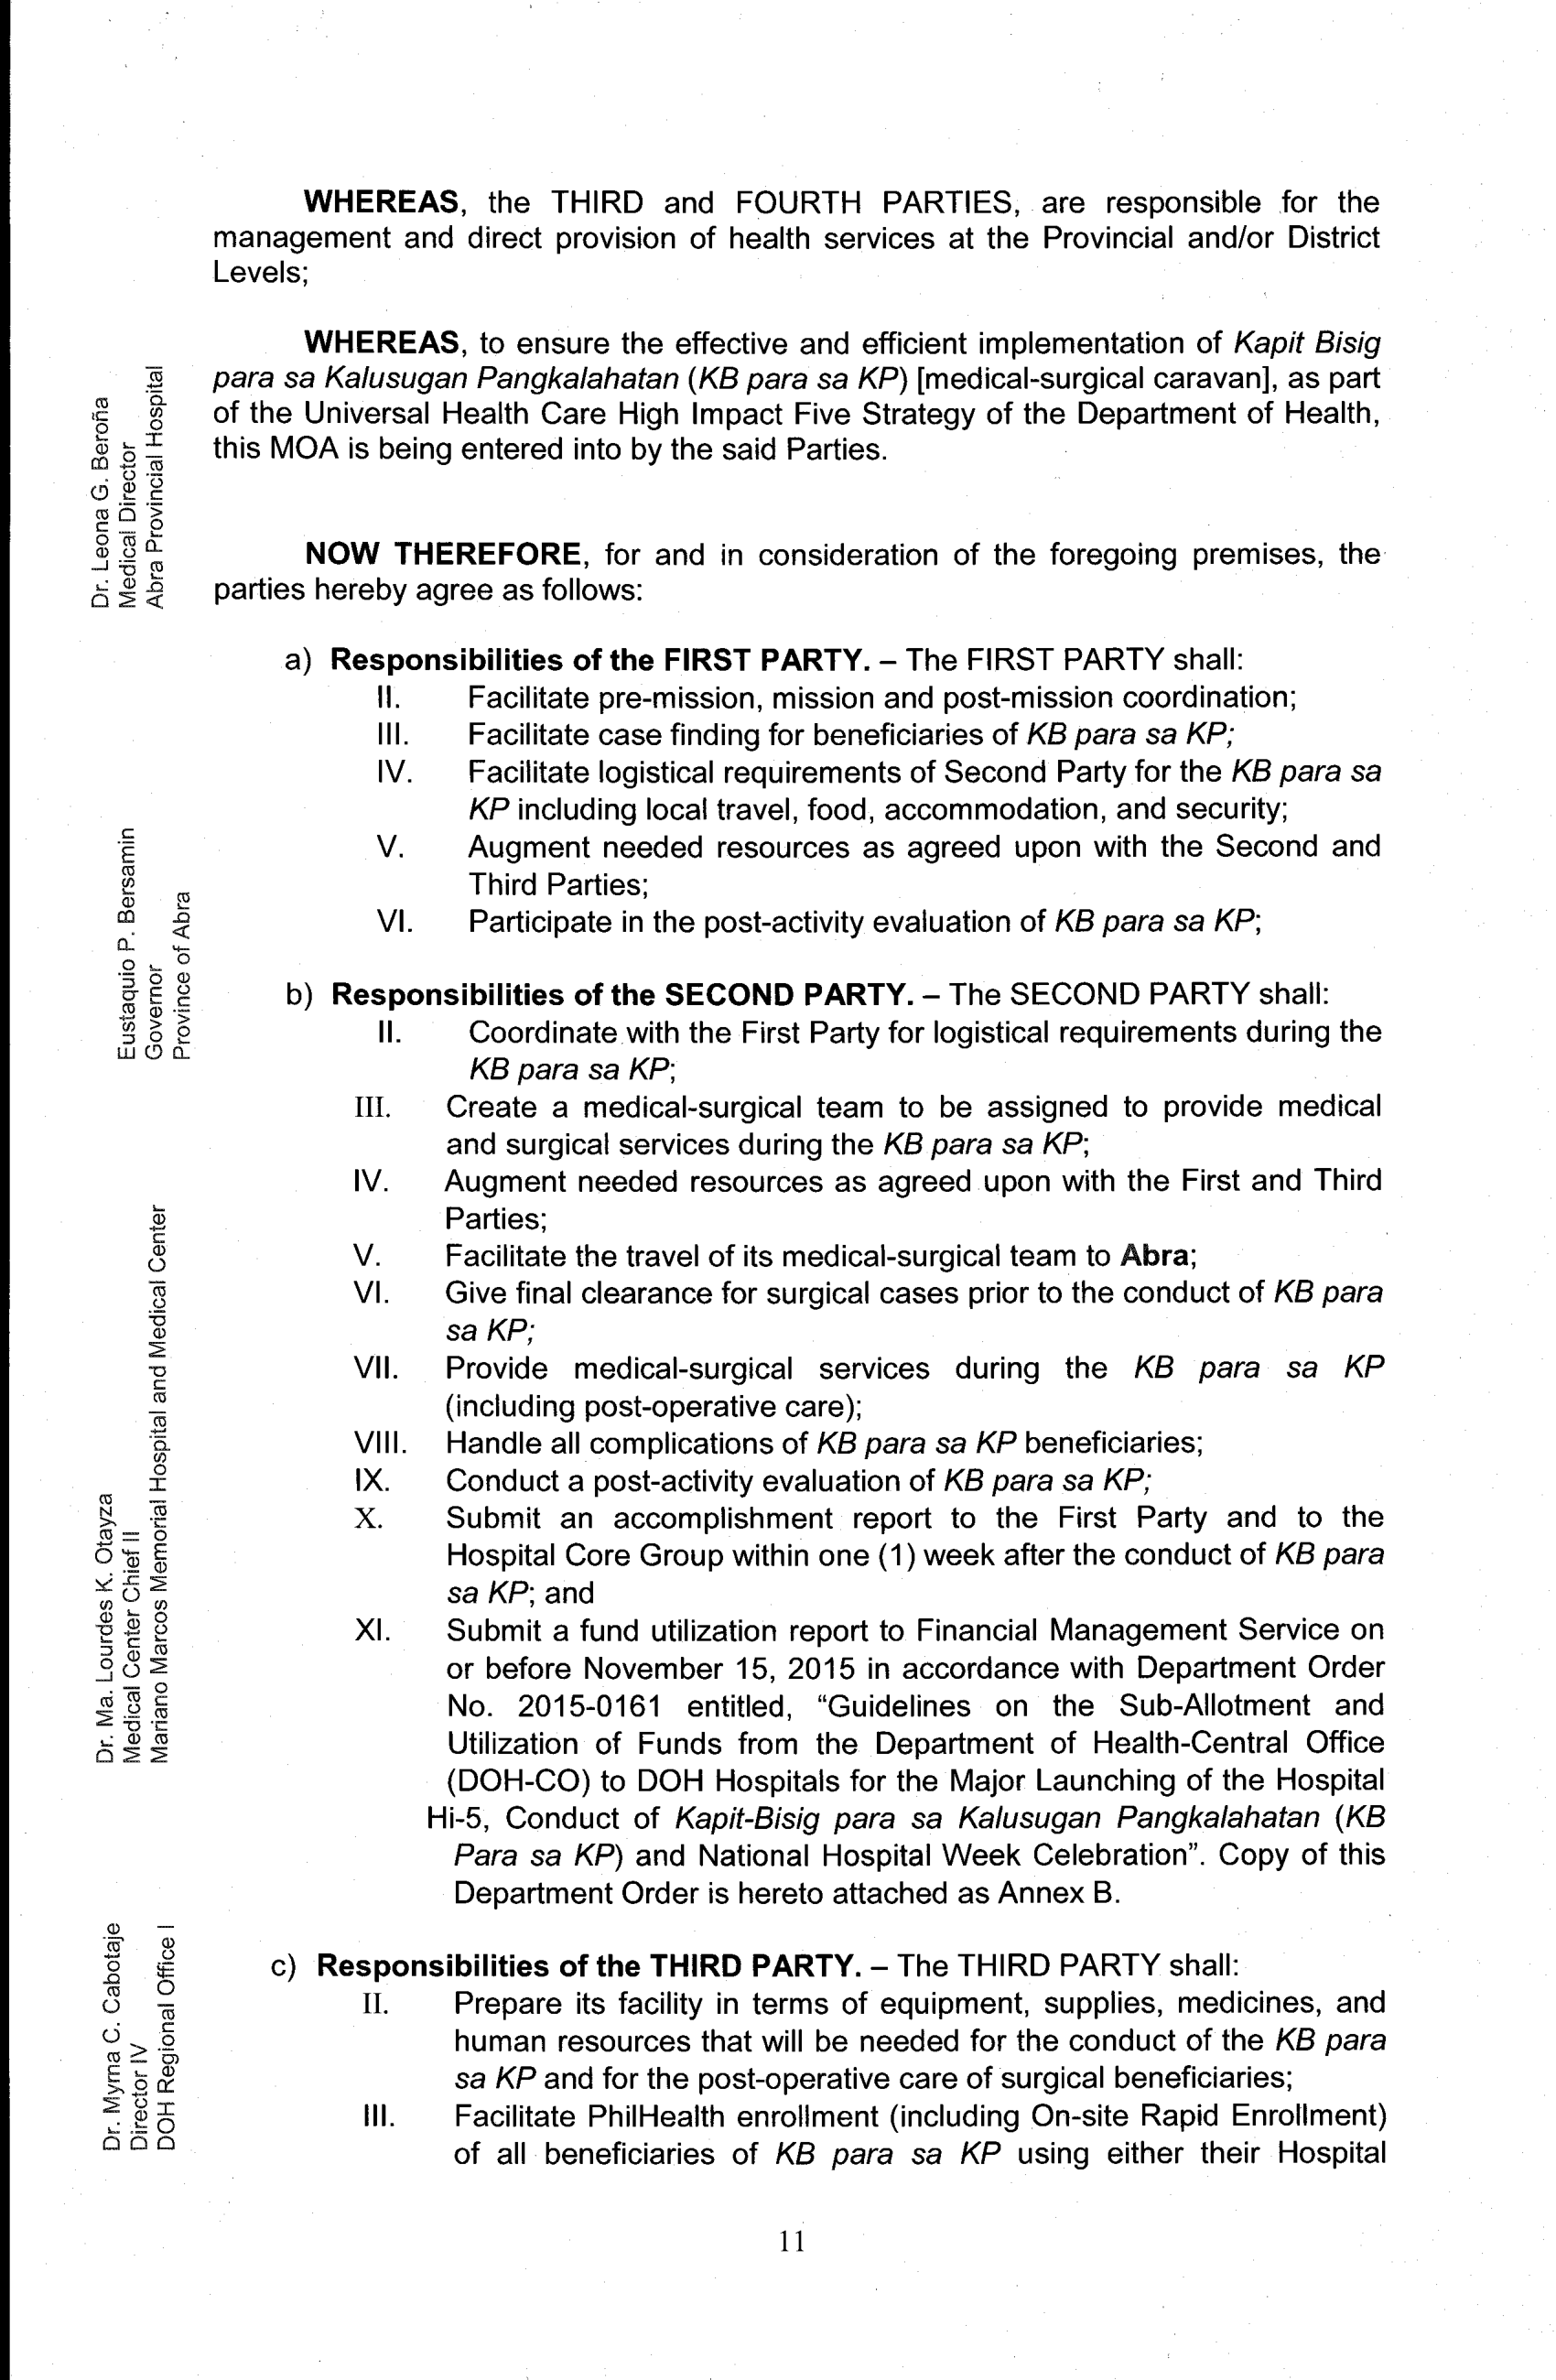 WHEREAS, the THIRD and FOURTH PARTIES, are responsible for the
management and direct provision of health services at the Provincial and/or District
Levels;
WHEREAS, to ensure the effective and efficient implementation of Kapit Bisig
para sa Kalusugan Pangkalahatan (KB para sa KP) [medical-surgical caravan], as part
of the Universal Health Care High Impact Five Strategy of the Department of Health,
this MOA is being entered into by the said Parties.
NOW THEREFORE, for and in consideration of the foregoing premises, the
parties hereby agree as follows:
a) Responsibilities of the FIRST PARTY. – The FIRST PARTY shall:
II. Facilitate pre-mission, mission and post-mission coordination;
III. Facilitate case finding for beneficiaries of KB para sa KP;
IV. Facilitate logistical requirements of Second Party for the KB para sa
KP including local travel, food, accommodation, and security;
V. Augment needed resources as agreed upon with the Second and
Third Parties;
VI. Participate in the post-activity evaluation of KB para sa KP;
b) Responsibilities of the SECOND PARTY. – The SECOND PARTY shall:
II. Coordinate with the First Party for logistical requirements during the
KB para sa KP;
III. Create a medical-surgical team to be assigned to provide medical
and surgical services during the KB para sa KP;
IV. Augment needed resources as agreed upon with the First and Third
Parties;
V. Facilitate the travel of its medical-surgical team to Abra;
VI. Give final clearance for surgical cases prior to the conduct of KB para
sa KP;
VII. Provide medical-surgical services during the KB para sa KP
(including post-operative care);
VIII. Handle all complications of KB para sa KP beneficiaries;
IX. Conduct a post-activity evaluation of KB para sa KP;
X. Submit an accomplishment report to the First Party and to the
Hospital Core Group within one (1) week after the conduct of KB para
sa KP; and
XI. Submit a fund utilization report to Financial Management Service on
or before November 15, 2015 in accordance with Department Order
No. 2015-0161 entitled, “Guidelines on the Sub-Allotment and
Utilization of Funds from the Department of Health-Central Office
(DOH-CO) to DOH Hospitals for the Major Launching of the Hospital
Hi-5, Conduct of Kapit-Bisig para sa Kalusugan Pangkalahatan (KB
Para sa KP) and National Hospital Week Celebration”. Copy of this
Department Order is hereto attached as Annex B.
c) Responsibilities of the THIRD PARTY. – The THIRD PARTY shall:
II. Prepare its facility in terms of equipment, supplies, medicines, and
human resources that will be needed for the conduct of the KB para
sa KP and for the post-operative care of surgical beneficiaries;
III. Facilitate PhilHealth enrollment (including On-site Rapid Enrollment)
of all beneficiaries of KB para sa KP using either their Hospital
11
Dr. Leona G. Beroña
Medical Director
Abra Provincial Hospital
Eustaquio P. Bersamin
Governor
Province of Abra
Dr. Ma. Lourdes K. Otayza
Medical Center Chief II
Mariano Marcos Memorial Hospital and Medical Center
Dr. Myrna C. Cabotaje
Director IV
DOH Regional Office I